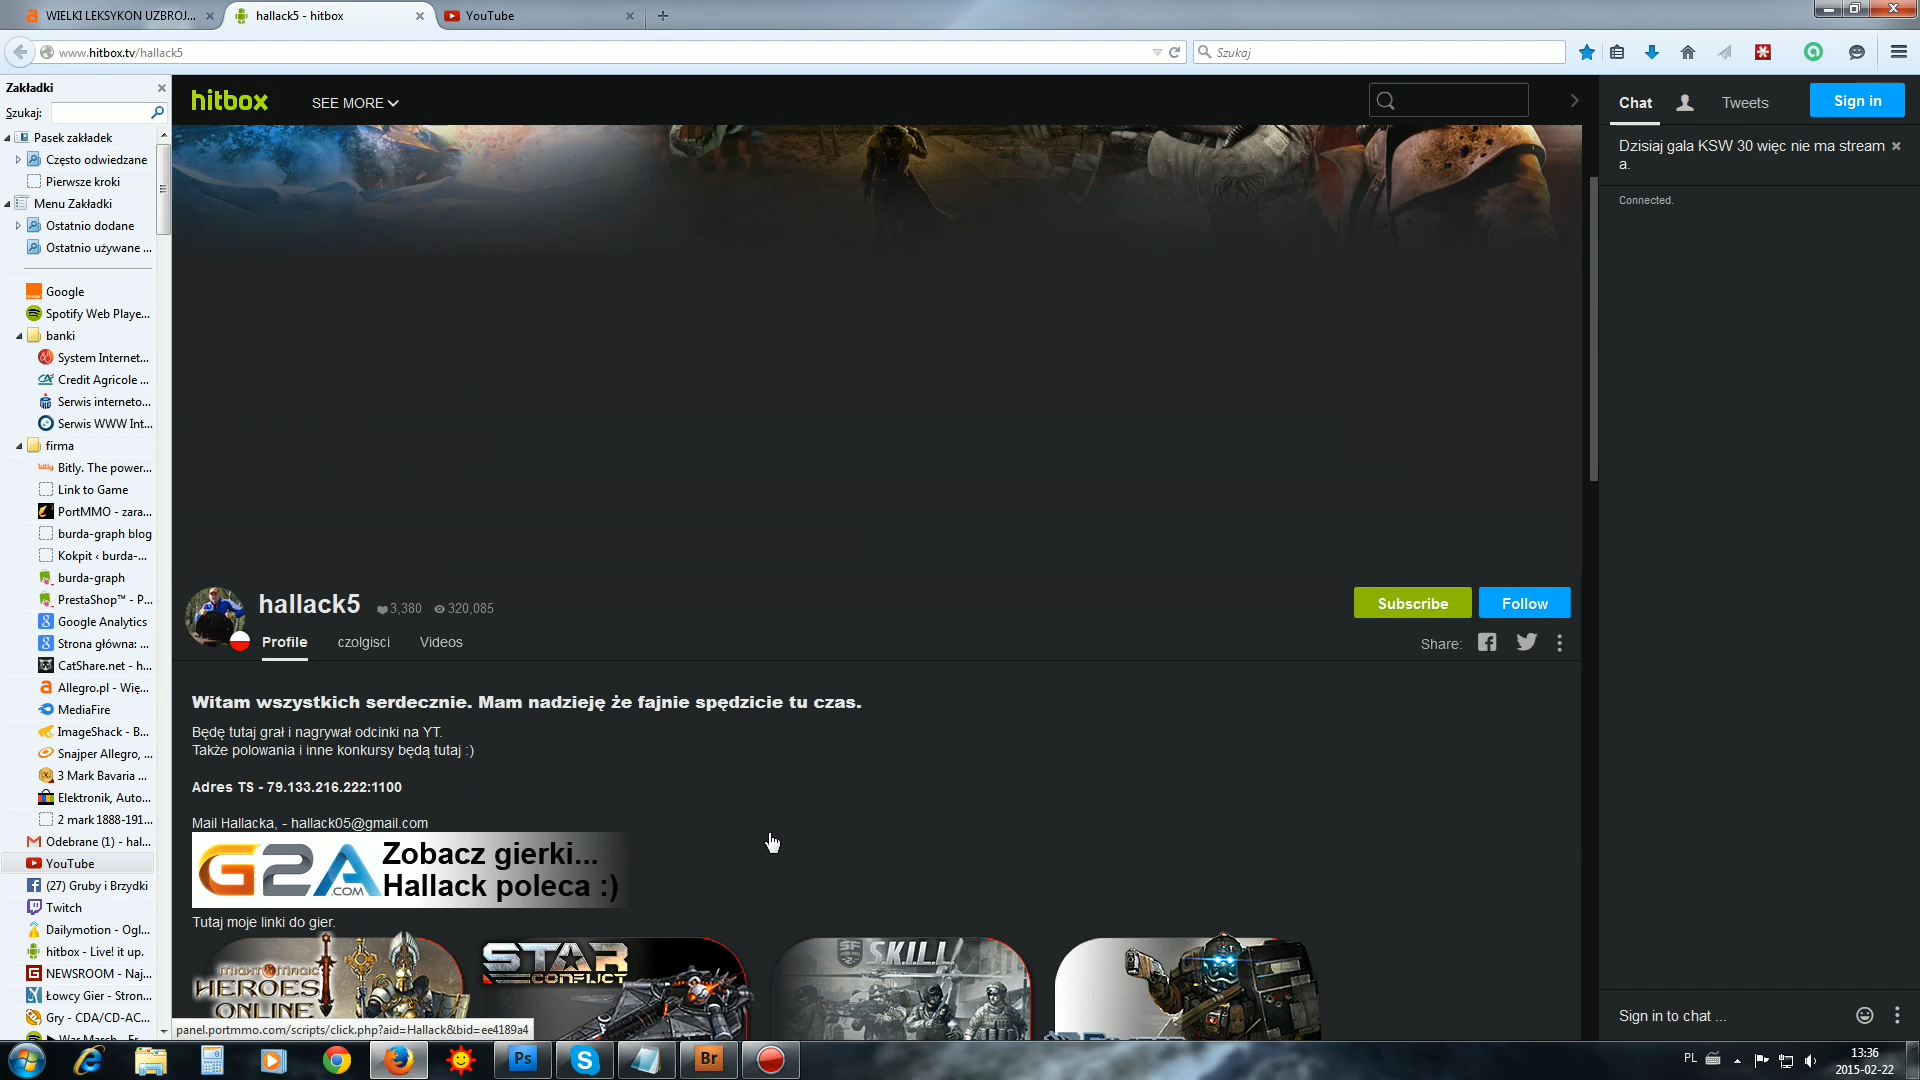 WIELKI LEKSYKON UZBROJ...
hallack5 - hitbox
YouTube
www.hitbox.tv/hallack5
Szukaj
Zakładki
Szukaj:
Pasek zakładek
Często odwiedzane
Pierwsze kroki
Menu Zakładki
Ostatnio dodane
Ostatnio używane ...
Google
Spotify Web Playe...
banki
System Internet...
Credit Agricole ...
Serwis interneto...
Serwis WWW Int...
firma
Bitly. The power...
Link to Game
PortMMO - zara...
burda-graph blog
Kokpit ‹ burda-...
burda-graph
PrestaShop™ - P...
Google Analytics
Strona główna: ...
CatShare.net - h...
Allegro.pl - Wię...
MediaFire
ImageShack - B...
Snajper Allegro, ...
3 Mark Bavaria ...
Elektronik, Auto...
2 mark 1888-191...
Odebrane (1) - hal...
YouTube
(27) Gruby i Brzydki
Twitch
Dailymotion - Ogl...
hitbox - Live! it up.
NEWSROOM - Naj...
Łowcy Gier - Stron...
Gry - CDA/CD-AC...
hitbox
SEE MORE
hallack5
3,380
320,085
Subscribe
Follow
Profile
czolgisci
Videos
Share:
Witam wszystkich serdecznie. Mam nadzieję że fajnie spędzicie tu czas.
Będę tutaj grał i nagrywał odcinki na YT.
Także polowania i inne konkursy będą tutaj :)
Adres TS - 79.133.216.222:1100
Mail Hallacka, - hallack05@gmail.com
G2A.COM
Zobacz gierki...
Hallack poleca :)
Tutaj moje linki do gier.
MIGHT & MAGIC
HEROES
ONLINE
STAR
CONFLICT
SF
S.K.I.L.L
panel.portmmo.com/scripts/click.php?aid=Hallack&bid=ee4189a4
Chat
Tweets
Sign in
Dzisiaj gala KSW 30 więc nie ma stream
a.
Connected.
Sign in to chat ...
Ps
Br
PL
13:36
2015-02-22